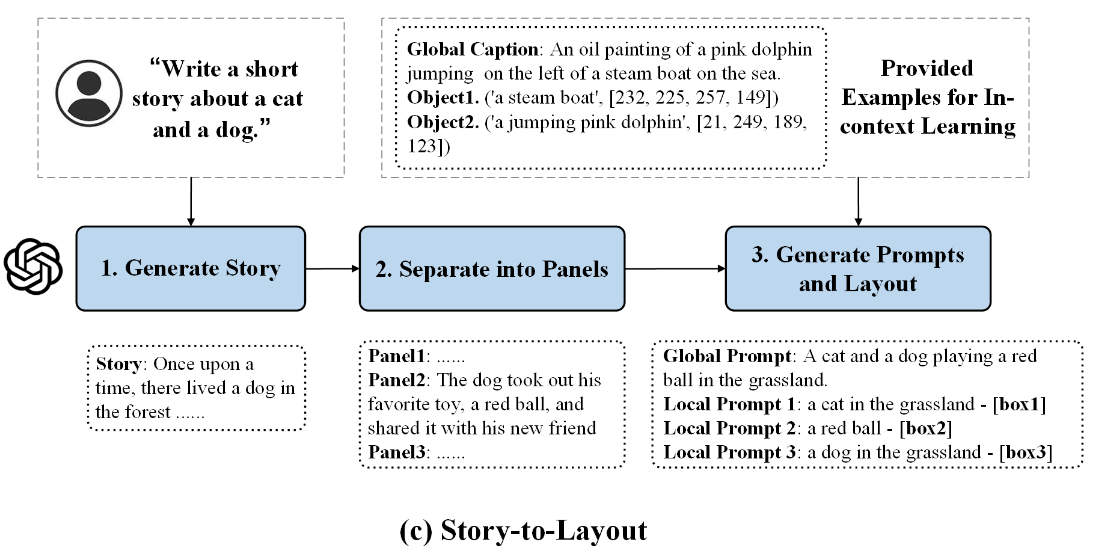 “Write a short
story about a cat
and a dog.”
Global Caption: An oil painting of a pink dolphin
jumping on the left of a steam boat on the sea.
Object1. ('a steam boat', [232, 225, 257, 149])
Object2. ('a jumping pink dolphin', [21, 249, 189,
123])
Provided
Examples for In-
context Learning
1. Generate Story
2. Separate into Panels
3. Generate Prompts
and Layout
Story: Once upon a
time, there lived a dog in
the forest ......
Panel1: ......
Panel2: The dog took out his
favorite toy, a red ball, and
shared it with his new friend
Panel3: ......
Global Prompt: A cat and a dog playing a red
ball in the grassland.
Local Prompt 1: a cat in the grassland - [box1]
Local Prompt 2: a red ball - [box2]
Local Prompt 3: a dog in the grassland - [box3]
(c) Story-to-Layout